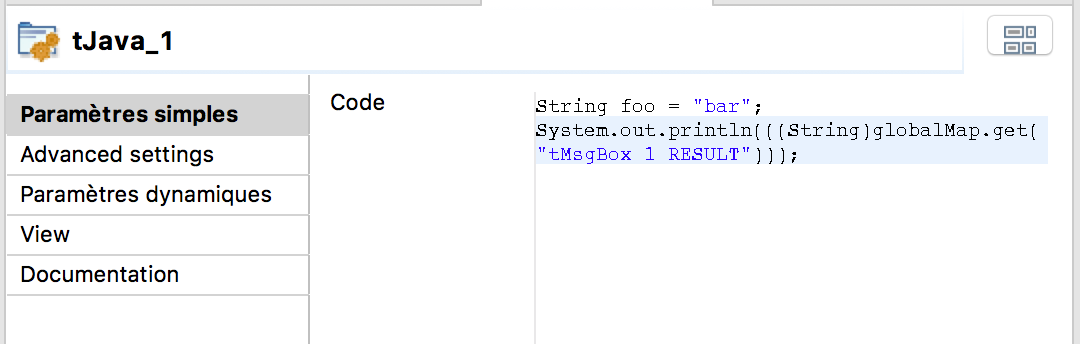 tJava_1
Paramètres simples
Advanced settings
Paramètres dynamiques
View
Documentation
Code
String foo = "bar";
System.out.println(((String)globalMap.get(
"tMsgBox_1_RESULT")));